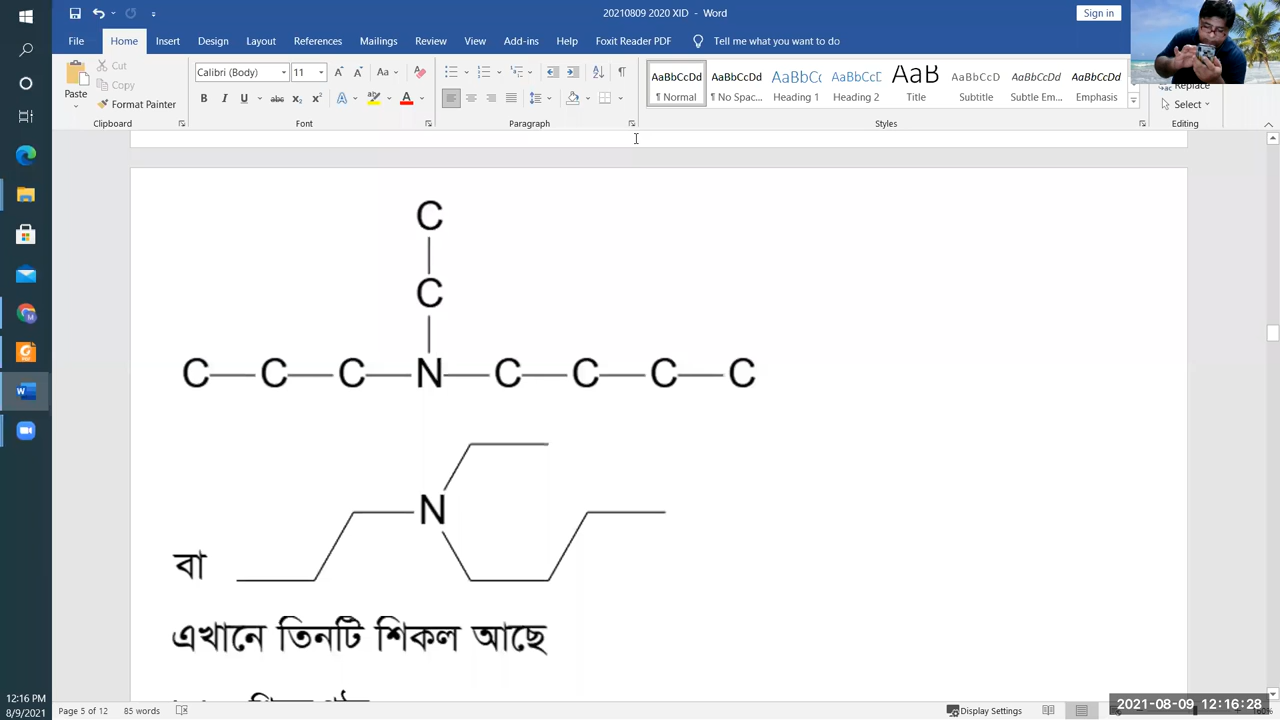 20210809 2020 XID - Word
Sign in
File Home Insert Design Layout References Mailings Review View Add-ins Help Foxit Reader PDF Tell me what you want to do
Paste
Cut
Copy
Format Painter
Calibri (Body) 11
AaBbCcDd AaBbCcDd AaBbCc AaBbCcD AaB AaBbCcD AaBbCcDd AaBbCcDd
¶ Normal ¶ No Spac... Heading 1 Heading 2 Title Subtitle Subtle Em... Emphasis
Replace
Select
Clipboard Font Paragraph Styles Editing
C
C
C C C N C C C C
N
বা
এখানে তিনটি শিকল আছে
12:16 PM
8/9/2021
Page 5 of 12 85 words
Display Settings
2021-08-09 12:16:28